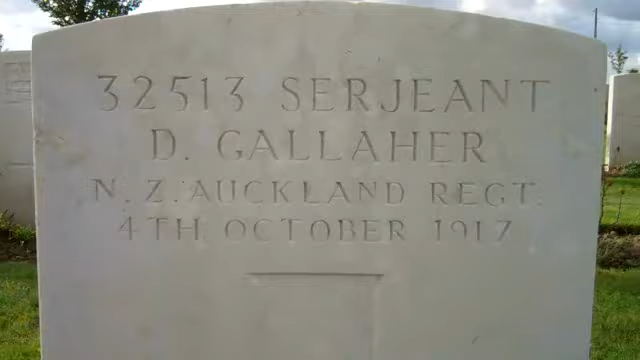 32513 SERJEANT
D. GALLAHER
N. Z. AUCKLAND REGT.
4TH OCTOBER 1917